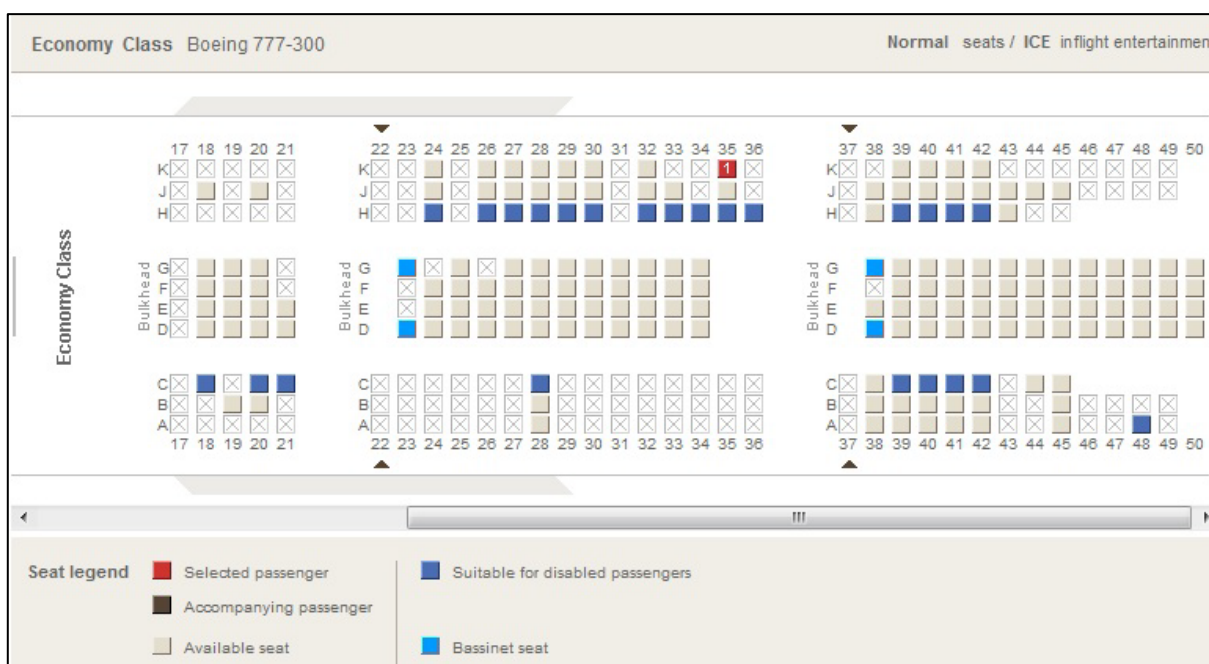 Economy Class Boeing 777-300
Normal seats / ICE inflight entertainmen
Economy Class
17 18 19 20 21 22 23 24 25 26 27 28 29 30 31 32 33 34 35 36 37 38 39 40 41 42 43 44 45 46 47 48 49 50
K K 1 K
J J J
H H H
Bulkhead G Bulkhead G Bulkhead G
F F F
E E E
D D D
C C C
B B B
A A A
17 18 19 20 21 22 23 24 25 26 27 28 29 30 31 32 33 34 35 36 37 38 39 40 41 42 43 44 45 46 47 48 49 50
Seat legend Selected passenger Suitable for disabled passengers
Accompanying passenger
Available seat Bassinet seat